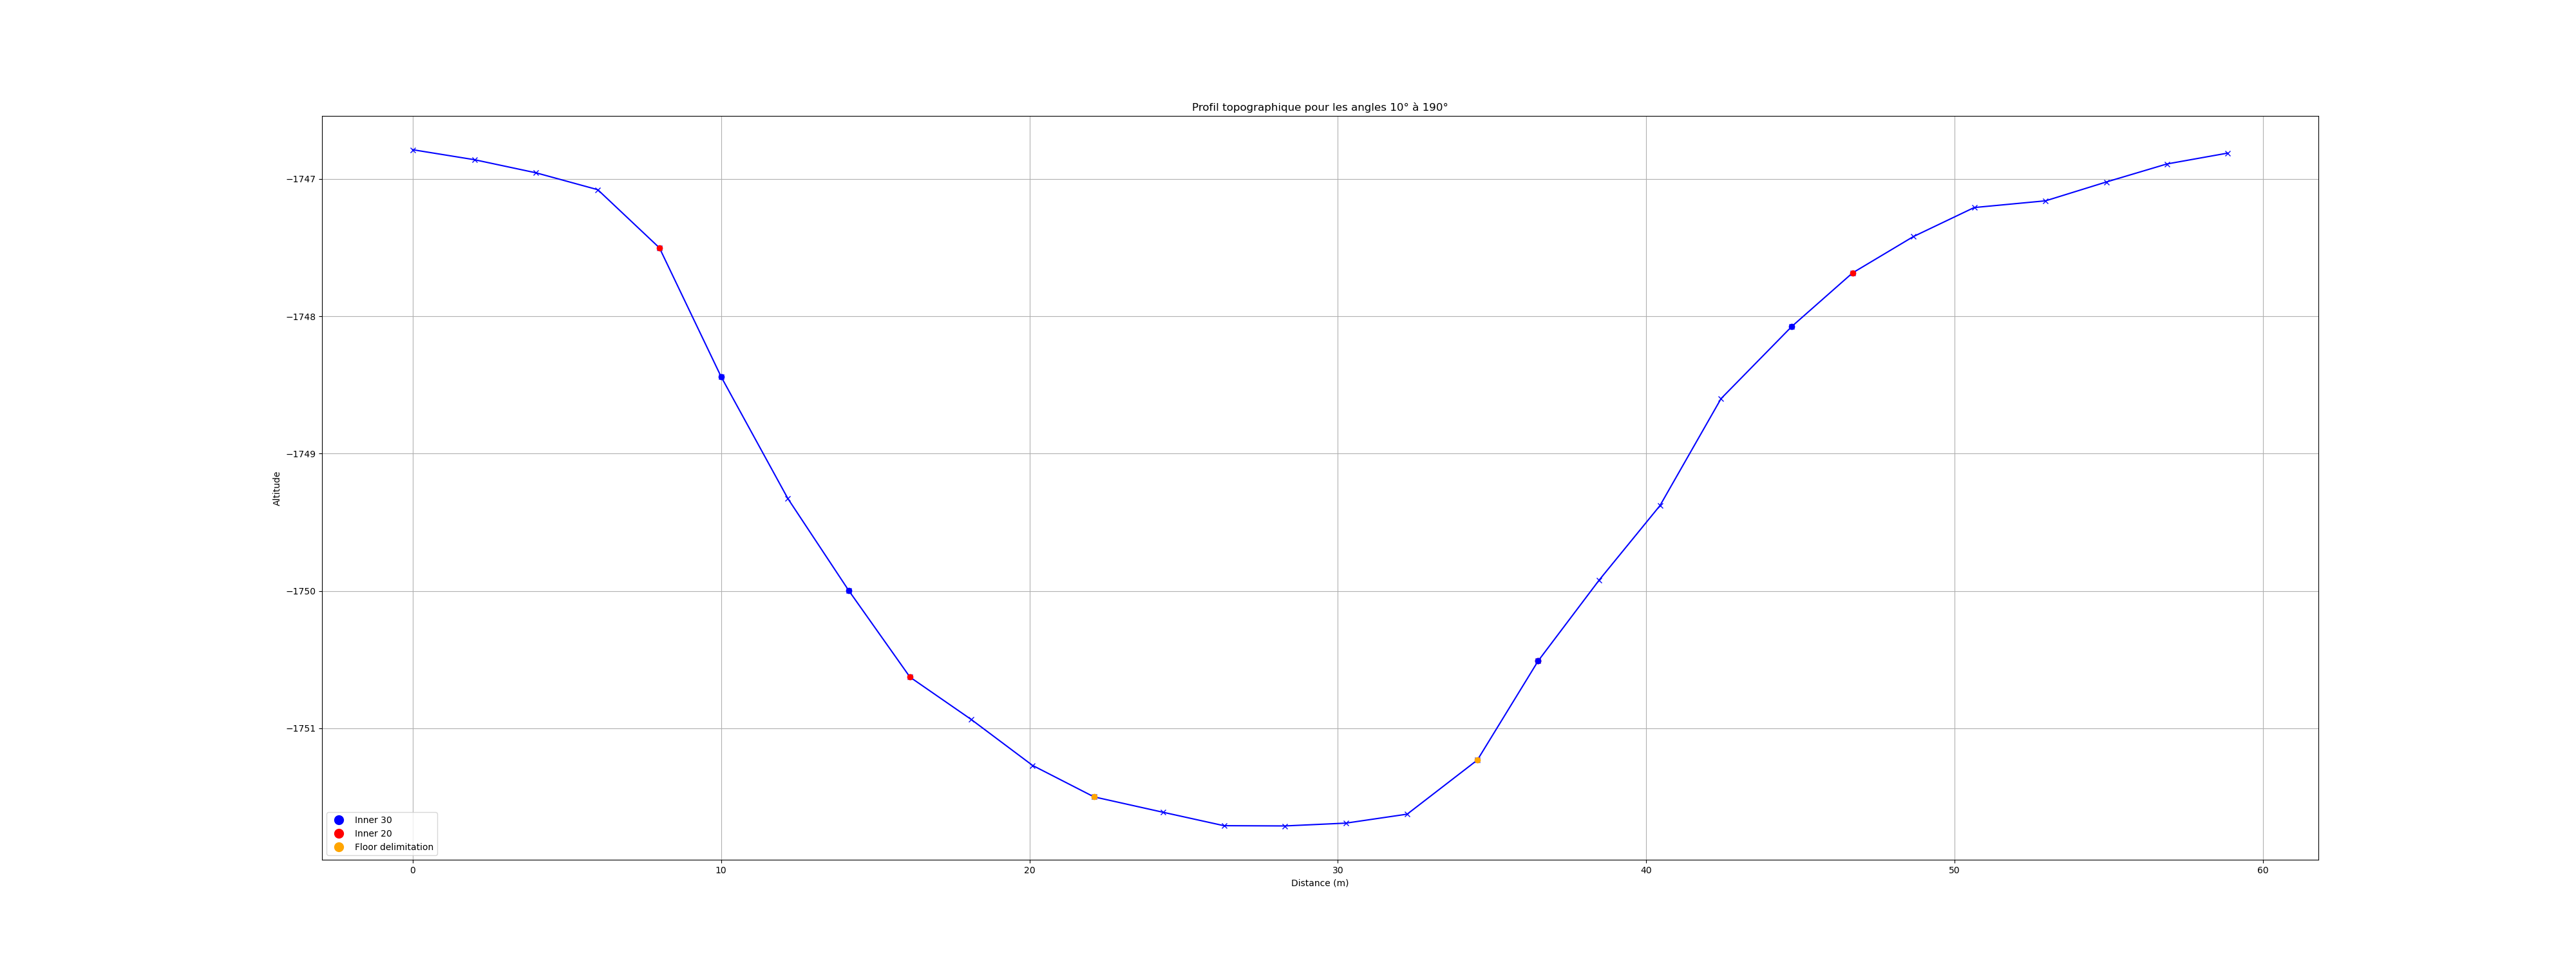 Profil topographique pour les angles 10° à 190°
−1747
−1748
−1749
−1750
−1751
Altitude
Inner 30
Inner 20
Floor delimitation
0 10 20 30 40 50 60
Distance (m)